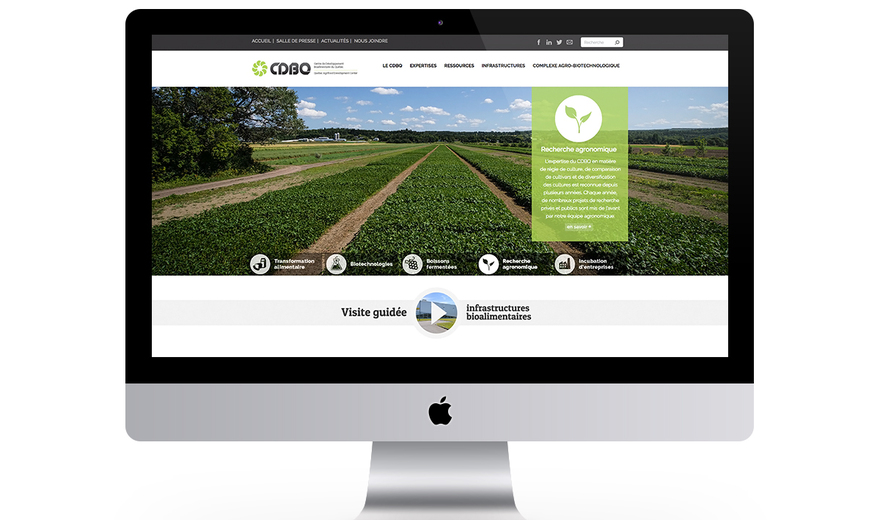 ACCUEIL | SALLE DE PRESSE | ACTUALITÉS | NOUS JOINDRE
Recherche
CDBQ
LE CDBQ EXPERTISES RESSOURCES INFRASTRUCTURES COMPLEXE AGRO-BIOTECHNOLOGIQUE
Recherche agronomique
L'expertise du CDBQ en matière
de régie de culture, de comparaison
de cultivars et de diversification
des cultures est reconnue depuis
plusieurs années. Chaque année,
de nombreux projets de recherche
privés et publics sont mis de l'avant
par notre équipe agronomique.
en savoir +
Transformation
alimentaire
Biotechnologies
Boissons
fermentées
Recherche
agronomique
Incubation
d'entreprises
Visite guidée
infrastructures
bioalimentaires